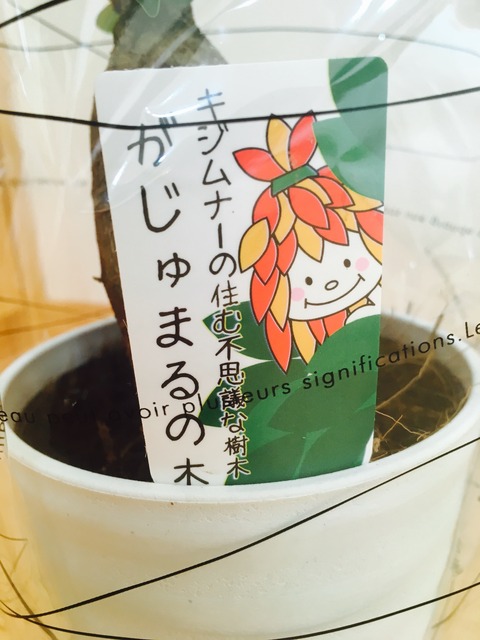 キジムナーの住む不思議な樹木
がじゅまるの木
plusieurs significations.Le